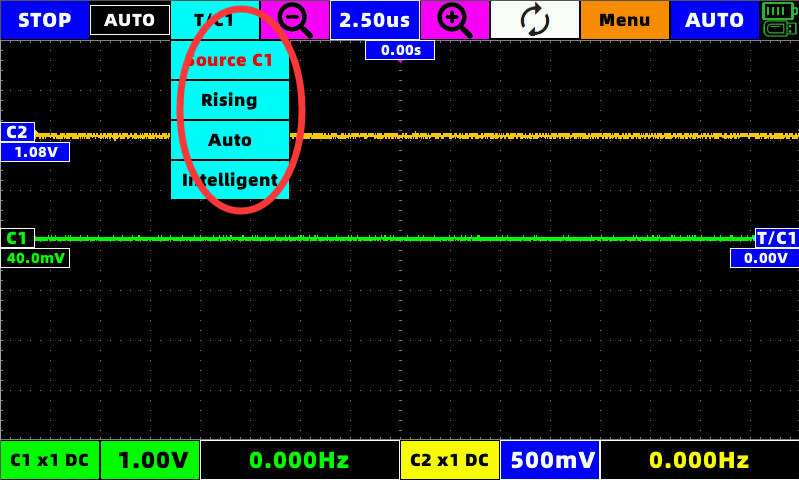 STOP AUTO T/C1 2.50us Menu AUTO
0.00s
Source C1
Rising
C2
Auto
1.08V
Intelligent
C1 T/C1
40.0mV 0.00V
C1 x1 DC 1.00V 0.000Hz C2 x1 DC 500mV 0.000Hz